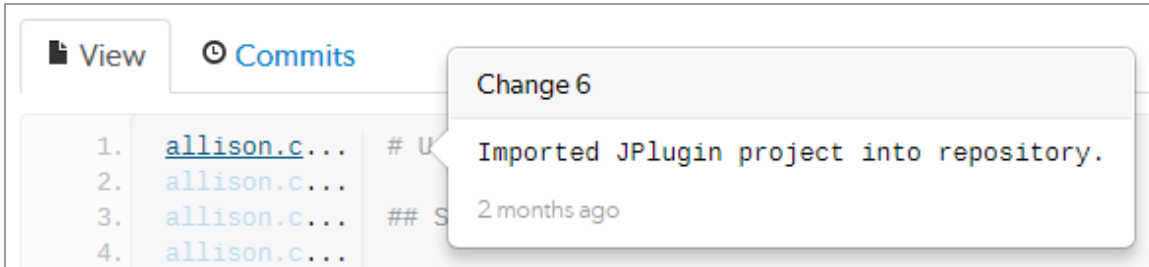 View Commits
Change 6
1. allison.c... # U
Imported JPlugin project into repository.
2. allison.c...
3. allison.c... ## S
2 months ago
4. allison.c...